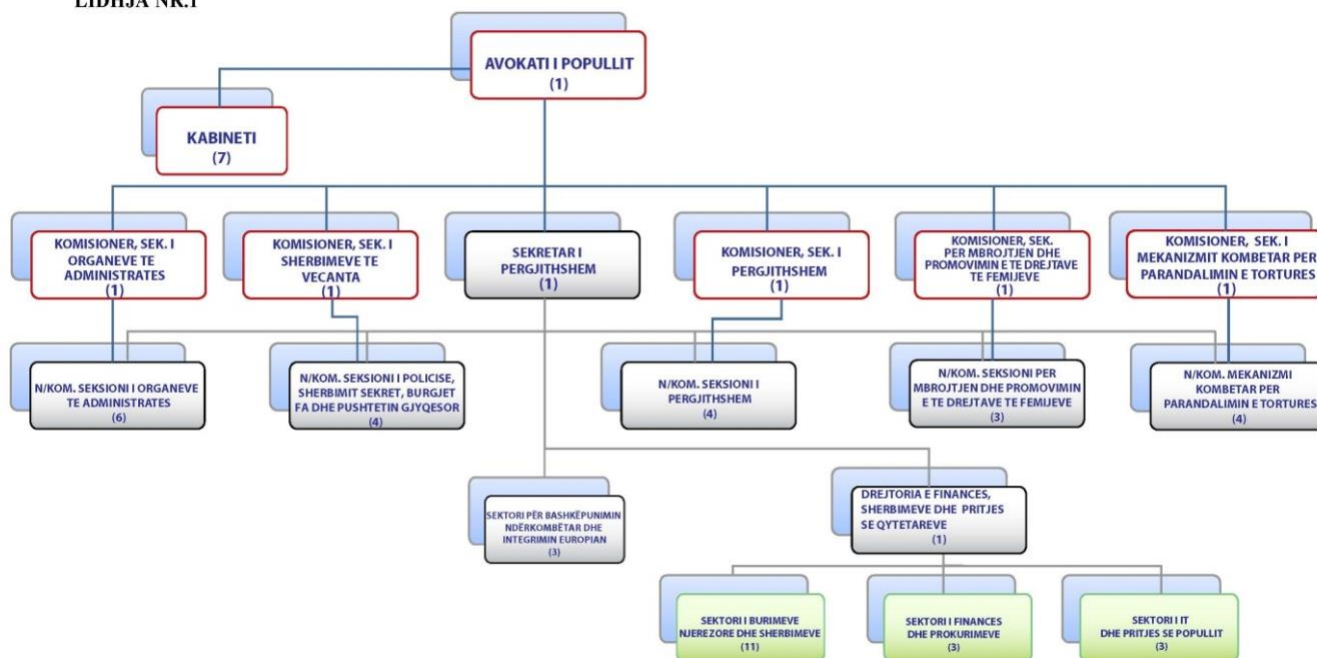 LIDHJA NR.1
AVOKATI I POPULLIT
(1)
KABINETI
(7)
KOMISIONER, SEK. I
ORGANEVE TE
ADMINISTRATES
(1)
KOMISIONER, SEK. I
SHERBIMEVE TE
VECANTA
(1)
SEKRETAR I
PERGJITHSHEM
(1)
KOMISIONER, SEK. I
PERGJITHSHEM
(1)
KOMISIONER, SEK.
PER MBROJTJEN DHE
PROMOVIMIN E TE DREJTAVE
TE FEMIJEVE
(1)
KOMISIONER, SEK. I
MEKANIZMIT KOMBETAR PER
PARANDALIMIN E TORTURES
(1)
N/KOM. SEKSIONI I ORGANEVE
TE ADMINISTRATES
(6)
N/KOM. SEKSIONI I POLICISE,
SHERBIMIT SEKRET, BURGJET
FA DHE PUSHTETIN GJYQESOR
(4)
N/KOM. SEKSIONI I
PERGJITHSHEM
(4)
N/KOM. SEKSIONI PER
MBROJTJEN DHE PROMOVIMIN
E TE DREJTAVE TE FEMIJEVE
(3)
N/KOM. MEKANIZMI
KOMBETAR PER
PARANDALIMIN E TORTURES
(4)
SEKTORI PËR BASHKËPUNIMIN
NDËRKOMBËTAR DHE
INTEGRIMIN EUROPIAN
(3)
DREJTORIA E FINANCES,
SHERBIMEVE DHE PRITJES
SE QYTETAREVE
(1)
SEKTORI I BURIMEVE
NJEREZORE DHE SHERBIMEVE
(11)
SEKTORI I FINANCES
DHE PROKURIMEVE
(3)
SEKTORI I IT
DHE PRITJES SE POPULLIT
(3)